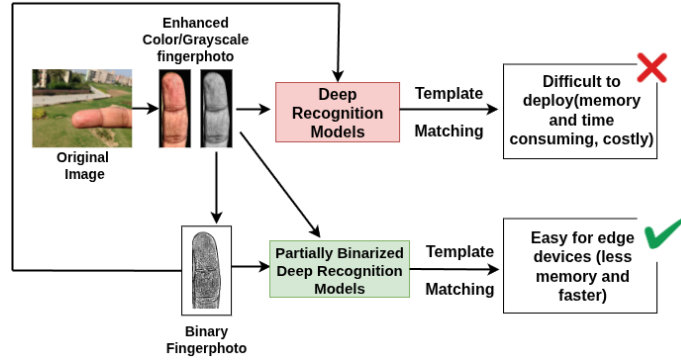 Enhanced
Color/Grayscale
fingerphoto
Original
Image
Deep
Recognition
Models
Template
Matching
Difficult to
deploy(memory
and time
consuming, costly)
Binary
Fingerphoto
Partially Binarized
Deep Recognition
Models
Template
Matching
Easy for edge
devices (less
memory and
faster)